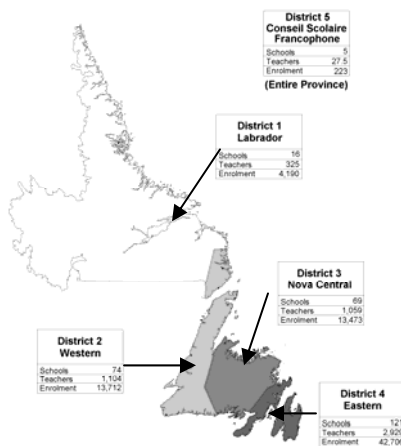 District 5
Conseil Scolaire
Francophone
Schools 5
Teachers 27.5
Enrolment 223
(Entire Province)
District 1
Labrador
Schools 16
Teachers 325
Enrolment 4,190
District 3
Nova Central
Schools 69
Teachers 1,059
Enrolment 13,473
District 2
Western
Schools 74
Teachers 1,104
Enrolment 13,712
District 4
Eastern
Schools 121
Teachers
Enrolment